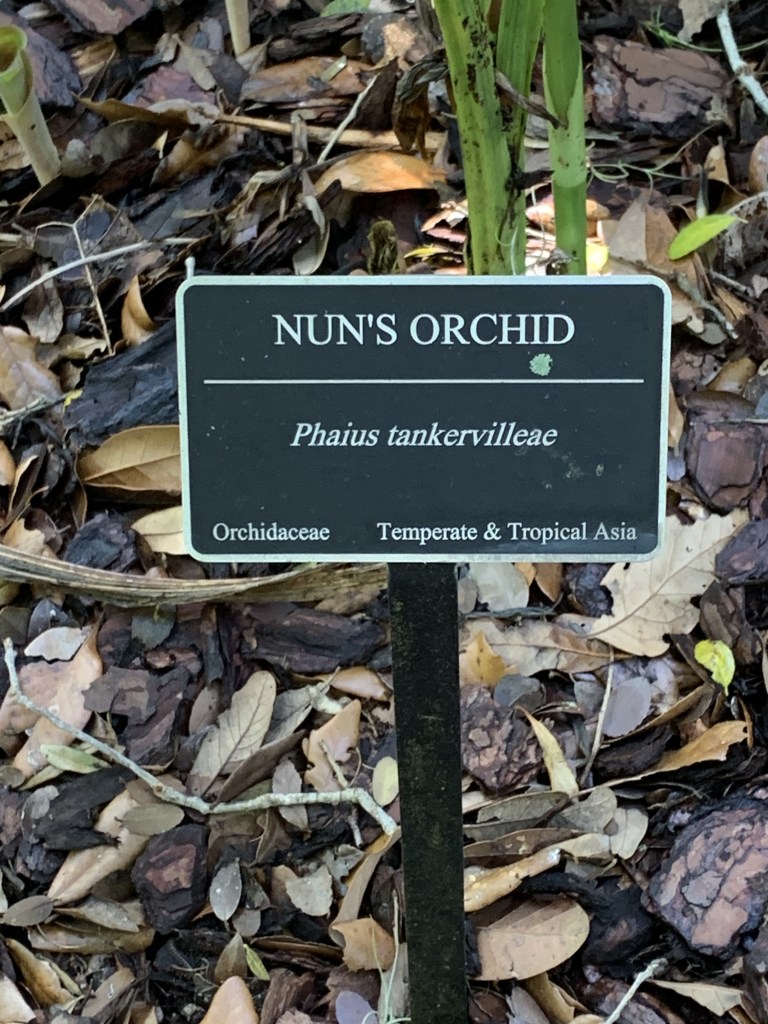 NUN'S ORCHID
Phaius tankervilleae
Orchidaceae Temperate & Tropical Asia